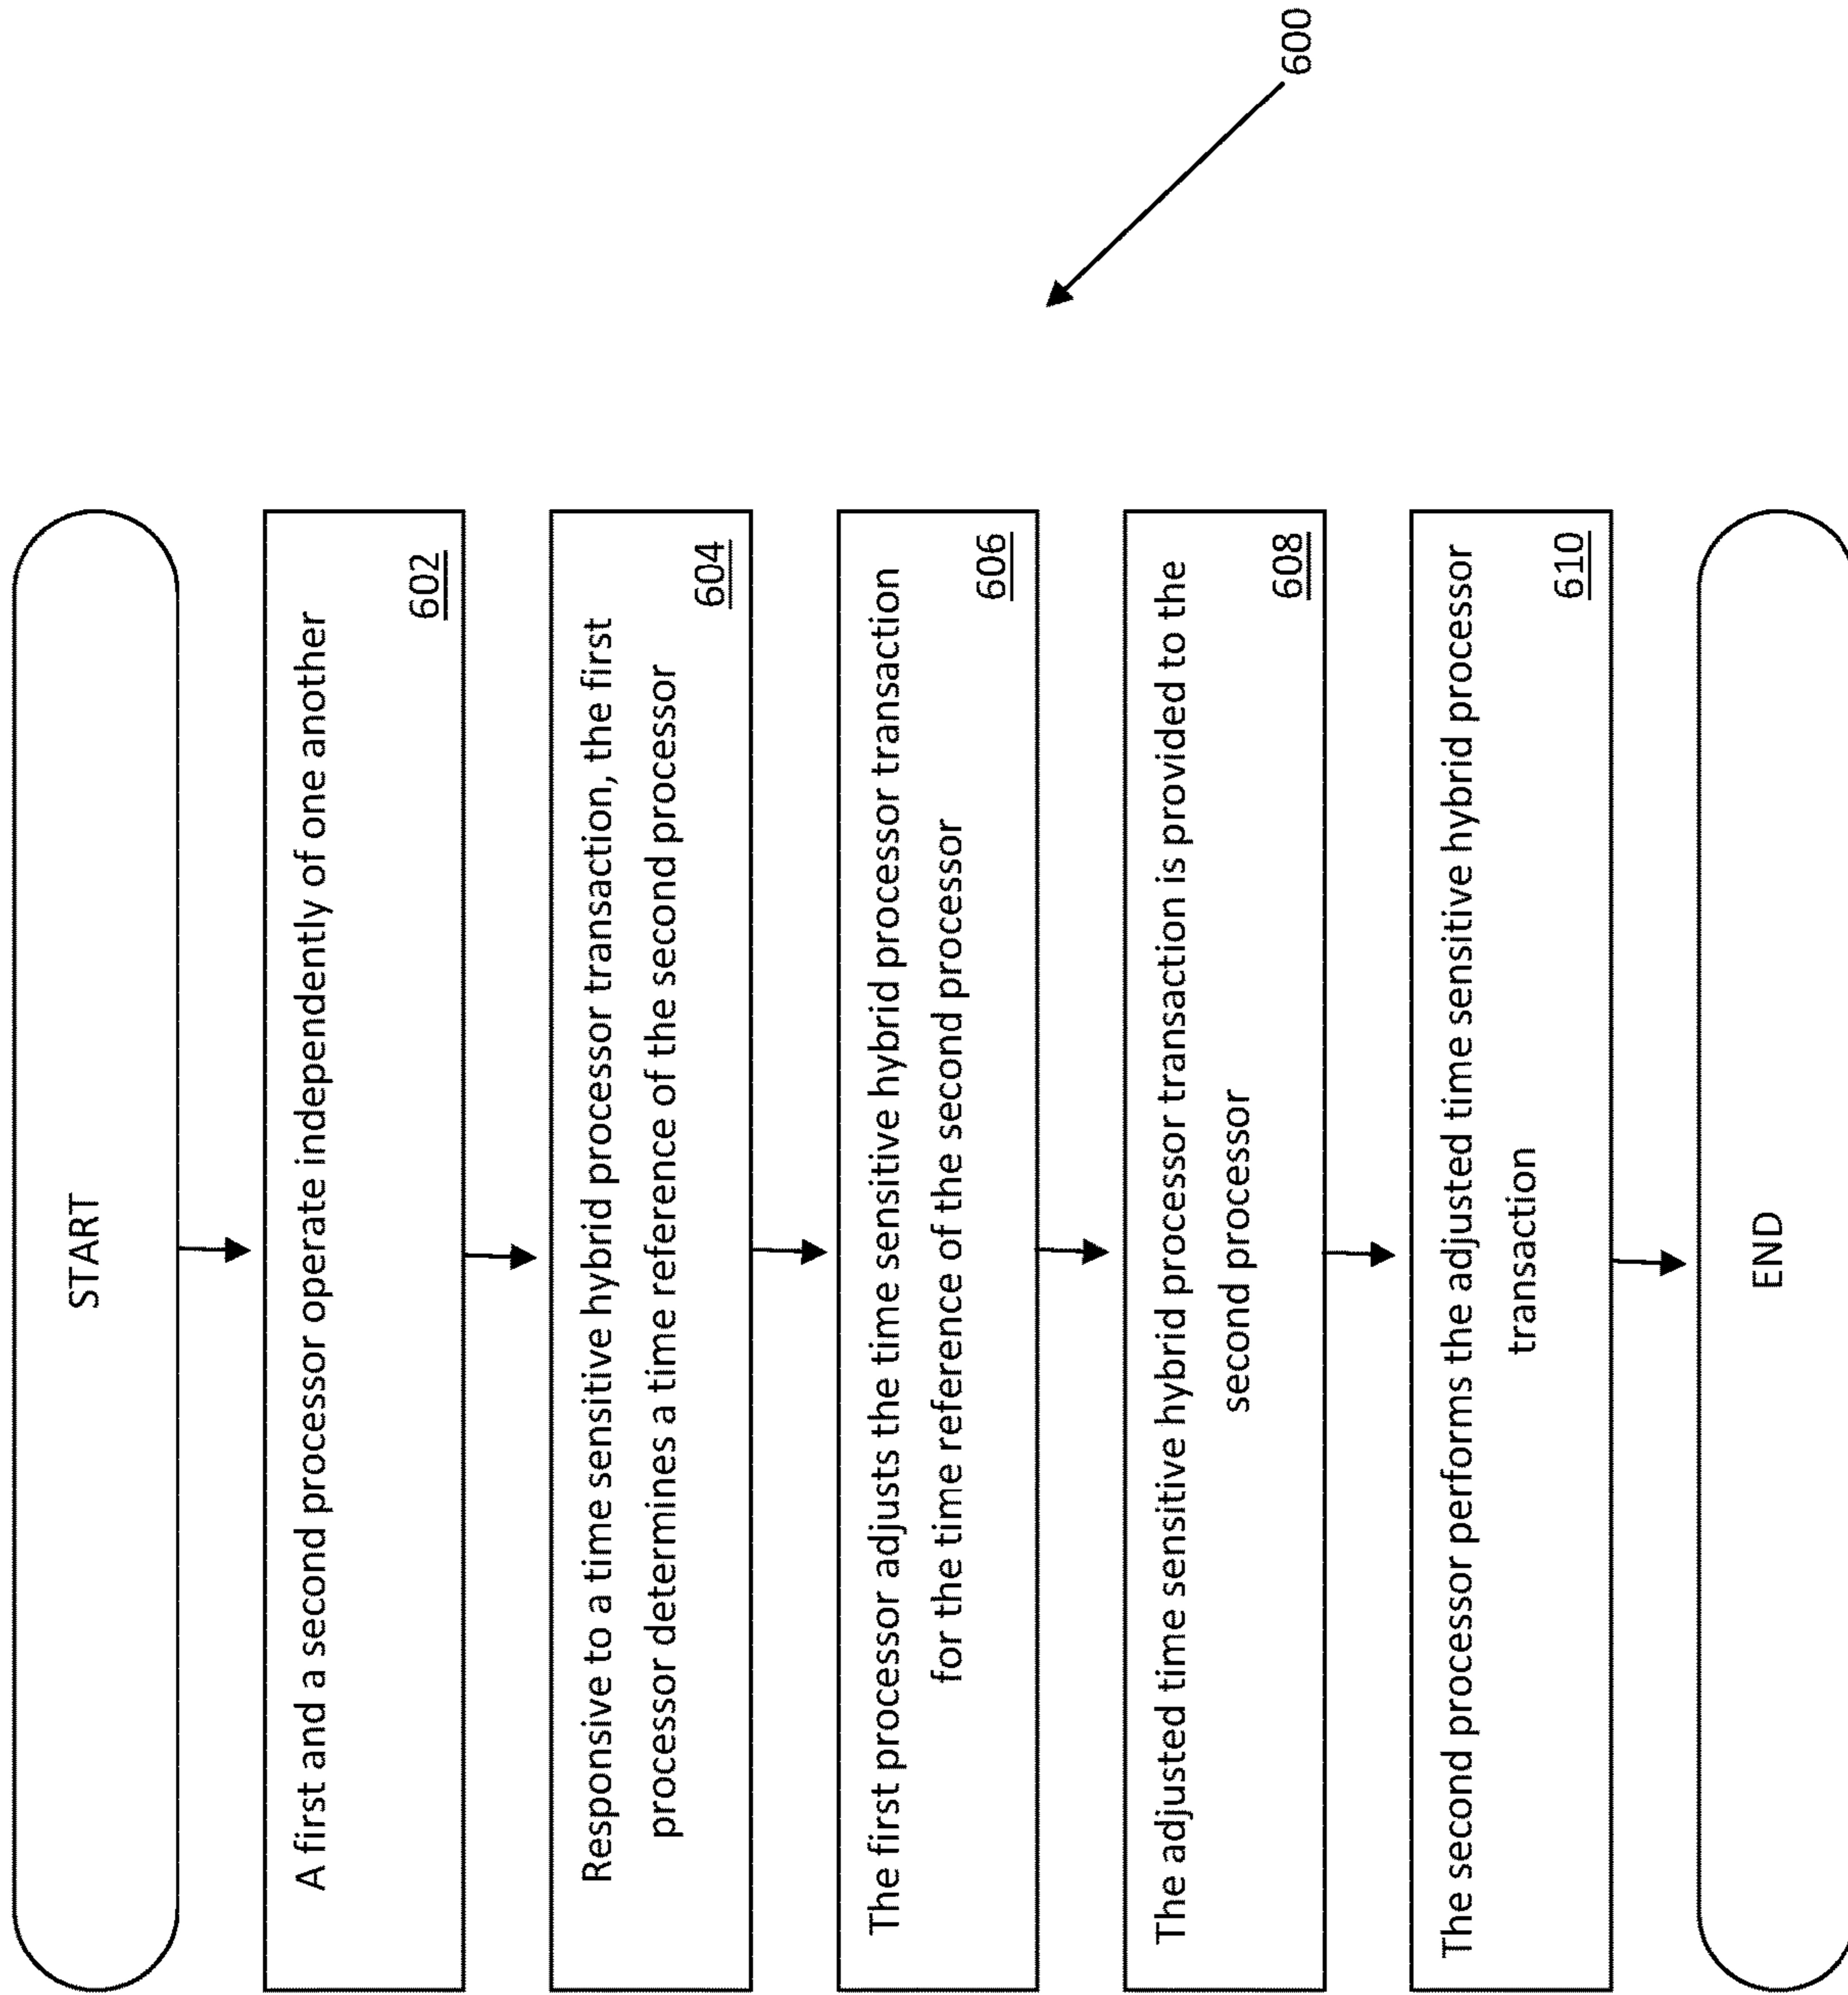 START
A first and a second processor operate independently of one another
602
Responsive to a time sensitive hybrid processor transaction, the first
processor determines a time reference of the second processor
604
The first processor adjusts the time sensitive hybrid processor transaction
for the time reference of the second processor
606
The adjusted time sensitive hybrid processor transaction is provided to the
second processor
608
The second processor performs the adjusted time sensitive hybrid processor
transaction
610
END
600